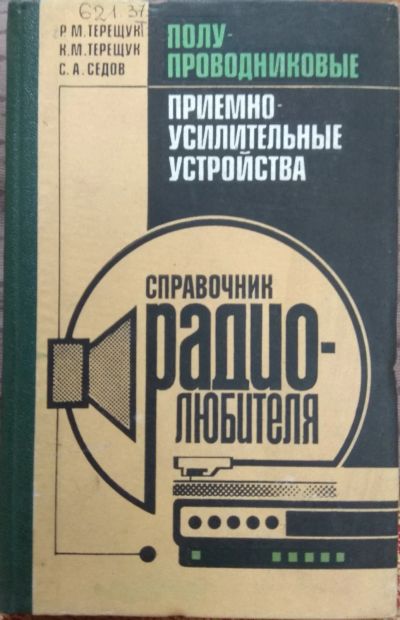 621.37
Р.М.ТЕРЕЩУК
К.М.ТЕРЕЩУК
С.А.СЕДОВ
ПОЛУ-
ПРОВОДНИКОВЫЕ
ПРИЕМНО-
УСИЛИТЕЛЬНЫЕ
УСТРОЙСТВА
СПРАВОЧНИК
РАДИО-
ЛЮБИТЕЛЯ